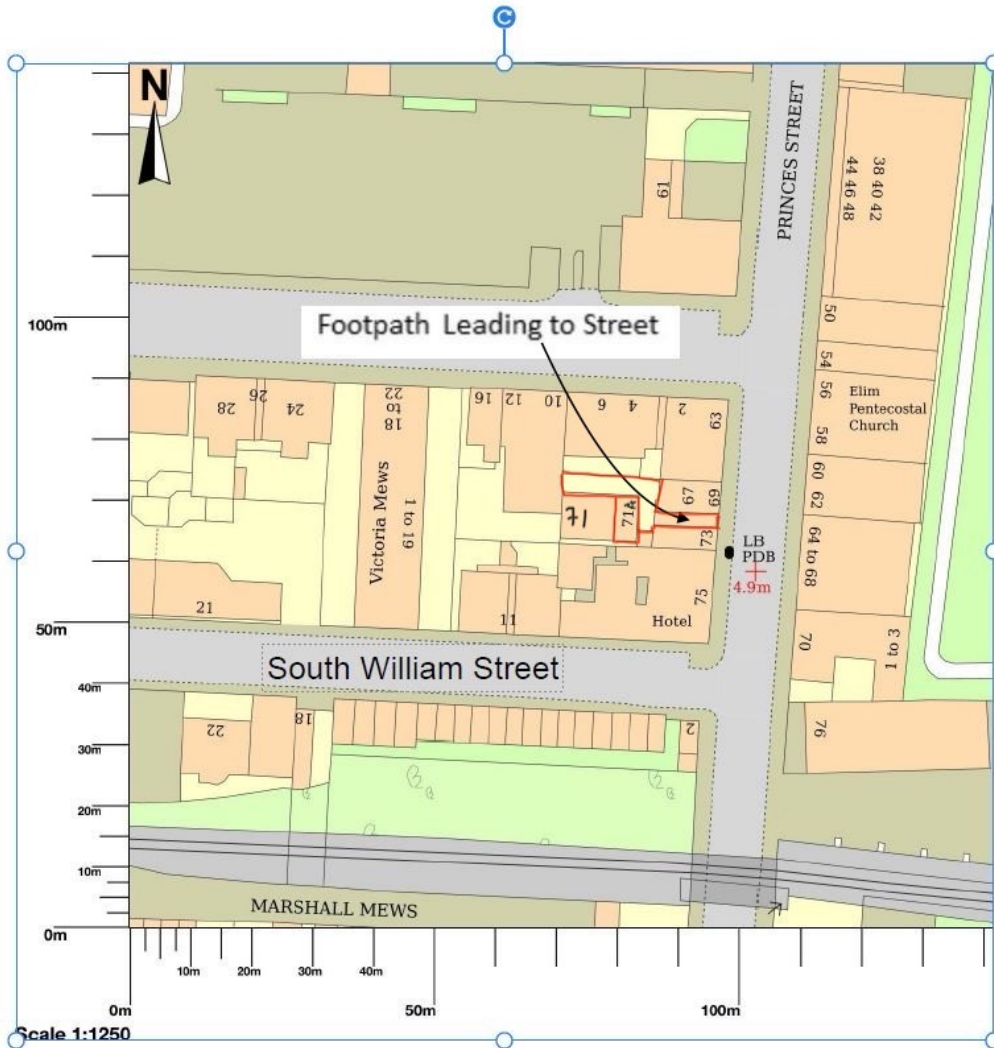 N
PRINCES STREET
61
38 40 42
44 46 48
100m
Footpath Leading to Street
50
54
56
Elim
Pentecostal
Church
58
60 62
64 to 68
28
26
24
18
to
22
16
12
10
6
4
2
63
Victoria Mews
1 to 19
71
71A
67
69
73
LB
PDB
4.9m
75
Hotel
21
11
50m
South William Street
70
1 to 3
40m
22
18
2
76
30m
20m
10m
MARSHALL MEWS
0m
10m
20m
30m
40m
0m
50m
100m
Scale 1:1250